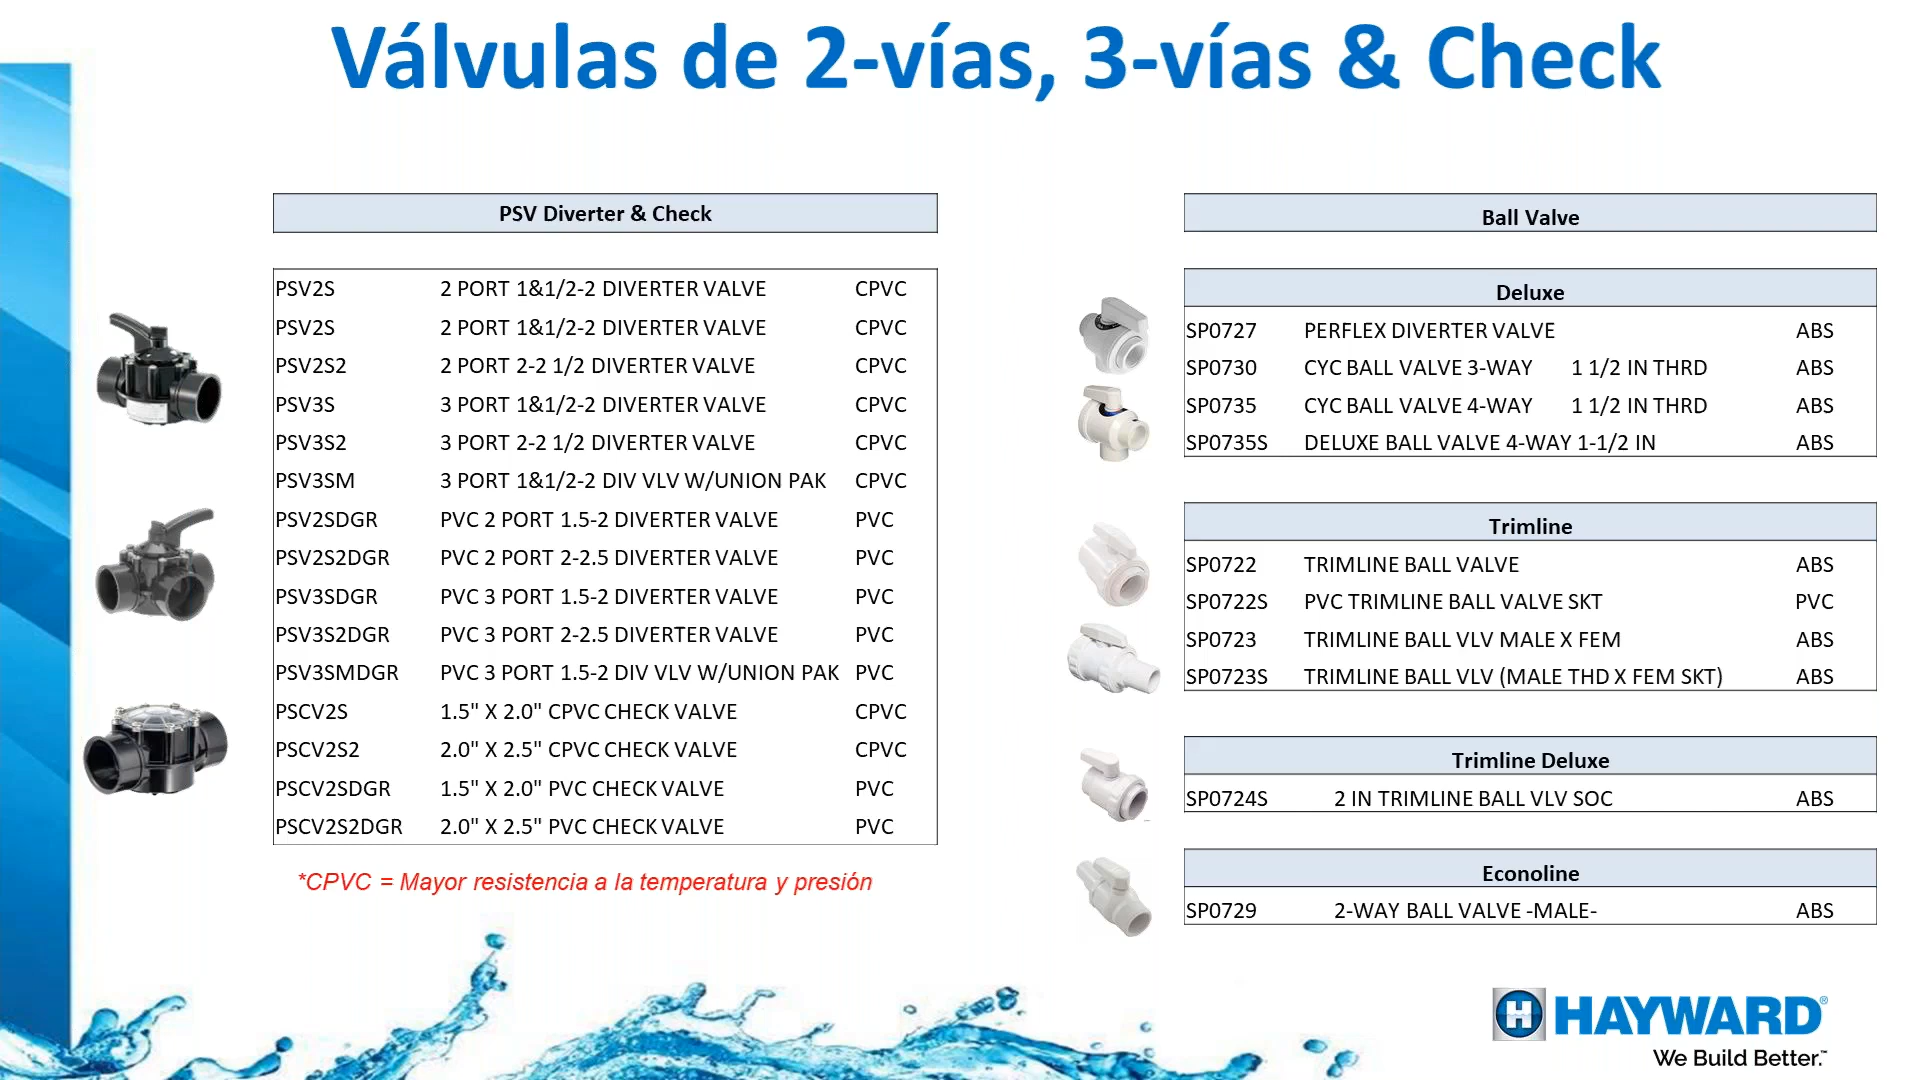 Válvulas de 2-vías, 3-vías & Check
PSV Diverter & Check
PSV2S 2 PORT 1&1/2-2 DIVERTER VALVE CPVC
PSV2S 2 PORT 1&1/2-2 DIVERTER VALVE CPVC
PSV2S2 2 PORT 2-2 1/2 DIVERTER VALVE CPVC
PSV3S 3 PORT 1&1/2-2 DIVERTER VALVE CPVC
PSV3S2 3 PORT 2-2 1/2 DIVERTER VALVE CPVC
PSV3SM 3 PORT 1&1/2-2 DIV VLV W/UNION PAK CPVC
PSV2SDGR PVC 2 PORT 1.5-2 DIVERTER VALVE PVC
PSV2S2DGR PVC 2 PORT 2-2.5 DIVERTER VALVE PVC
PSV3SDGR PVC 3 PORT 1.5-2 DIVERTER VALVE PVC
PSV3S2DGR PVC 3 PORT 2-2.5 DIVERTER VALVE PVC
PSV3SMDGR PVC 3 PORT 1.5-2 DIV VLV W/UNION PAK PVC
PSCV2S 1.5" X 2.0" CPVC CHECK VALVE CPVC
PSCV2S2 2.0" X 2.5" CPVC CHECK VALVE CPVC
PSCV2SDGR 1.5" X 2.0" PVC CHECK VALVE PVC
PSCV2S2DGR 2.0" X 2.5" PVC CHECK VALVE PVC
*CPVC = Mayor resistencia a la temperatura y presión
Ball Valve
Deluxe
SP0727 PERFLEX DIVERTER VALVE ABS
SP0730 CYC BALL VALVE 3-WAY 1 1/2 IN THRD ABS
SP0735 CYC BALL VALVE 4-WAY 1 1/2 IN THRD ABS
SP0735S DELUXE BALL VALVE 4-WAY 1-1/2 IN ABS
Trimline
SP0722 TRIMLINE BALL VALVE ABS
SP0722S PVC TRIMLINE BALL VALVE SKT PVC
SP0723 TRIMLINE BALL VLV MALE X FEM ABS
SP0723S TRIMLINE BALL VLV (MALE THD X FEM SKT) ABS
Trimline Deluxe
SP0724S 2 IN TRIMLINE BALL VLV SOC ABS
Econoline
SP0729 2-WAY BALL VALVE -MALE- ABS
HAYWARD®
We Build Better.™